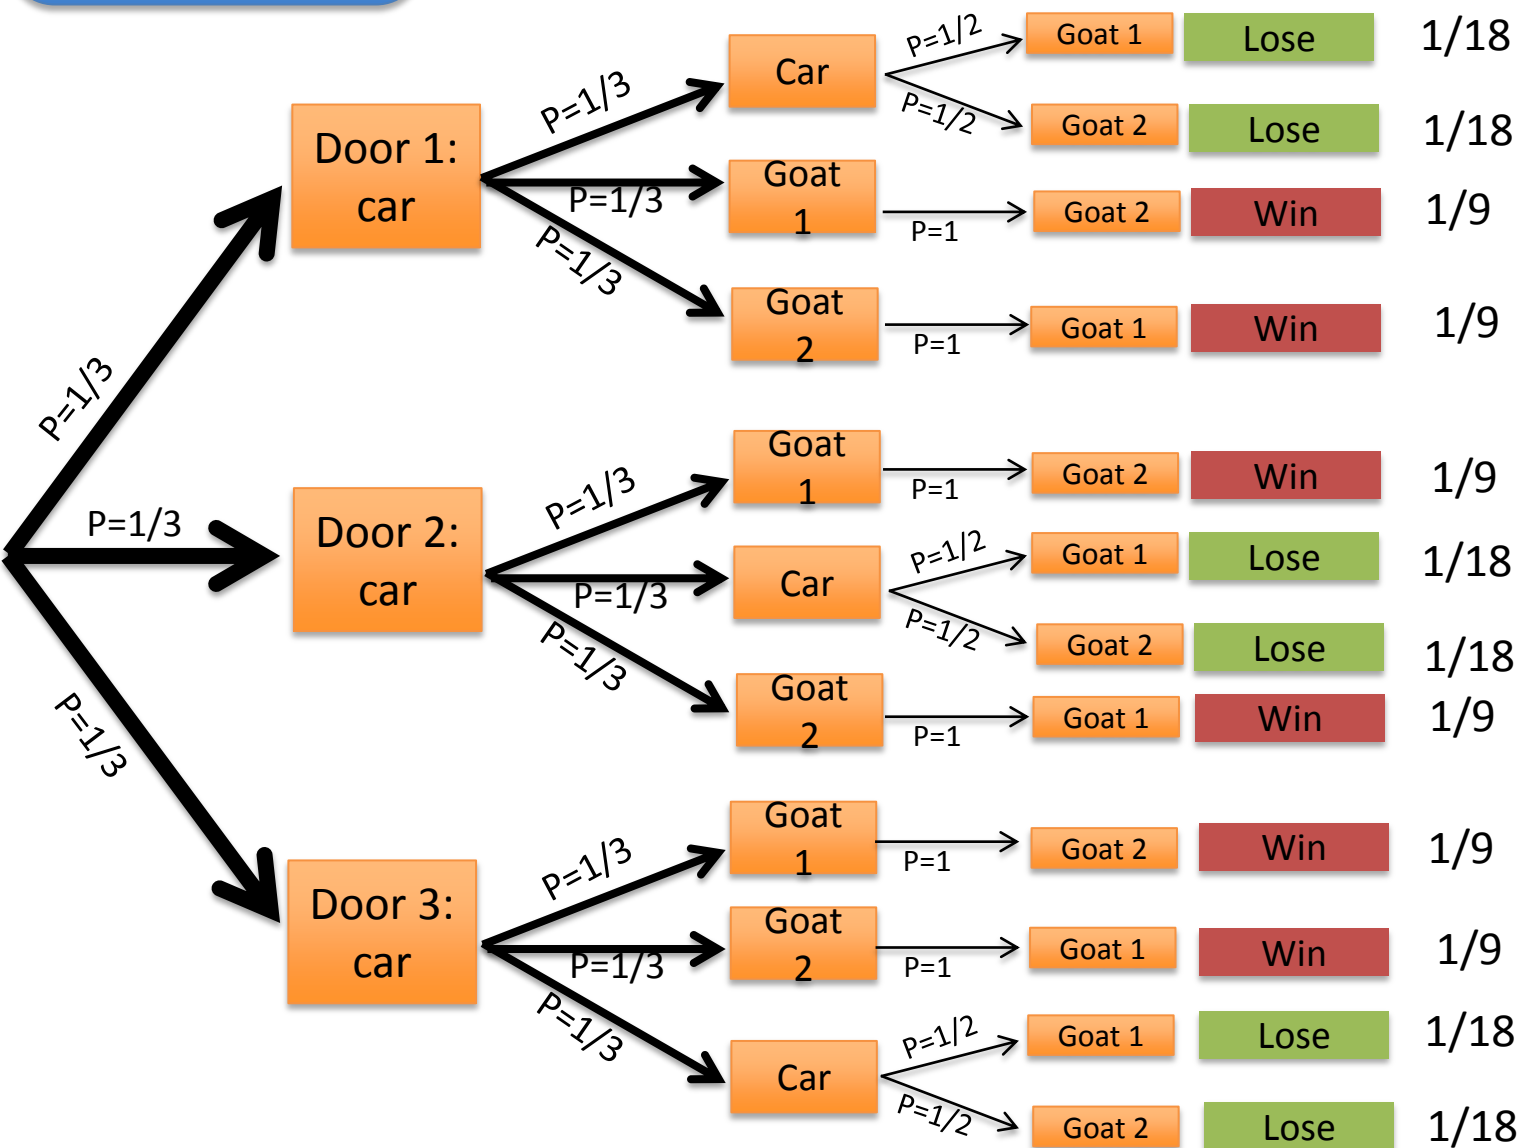 P=1/3
P=1/3
P=1/3
Door 1:
car
P=1/3
P=1/3
P=1/3
Car
P=1/2
P=1/2
Goat 1
Lose
1/18
Goat 2
Lose
1/18
Goat
1
P=1
Goat 2
Win
1/9
Goat
2
P=1
Goat 1
Win
1/9
Door 2:
car
P=1/3
P=1/3
P=1/3
Goat
1
P=1
Goat 2
Win
1/9
Car
P=1/2
P=1/2
Goat 1
Lose
1/18
Goat 2
Lose
1/18
Goat
2
P=1
Goat 1
Win
1/9
Door 3:
car
P=1/3
P=1/3
P=1/3
Goat
1
P=1
Goat 2
Win
1/9
Goat
2
P=1
Goat 1
Win
1/9
Car
P=1/2
P=1/2
Goat 1
Lose
1/18
Goat 2
Lose
1/18